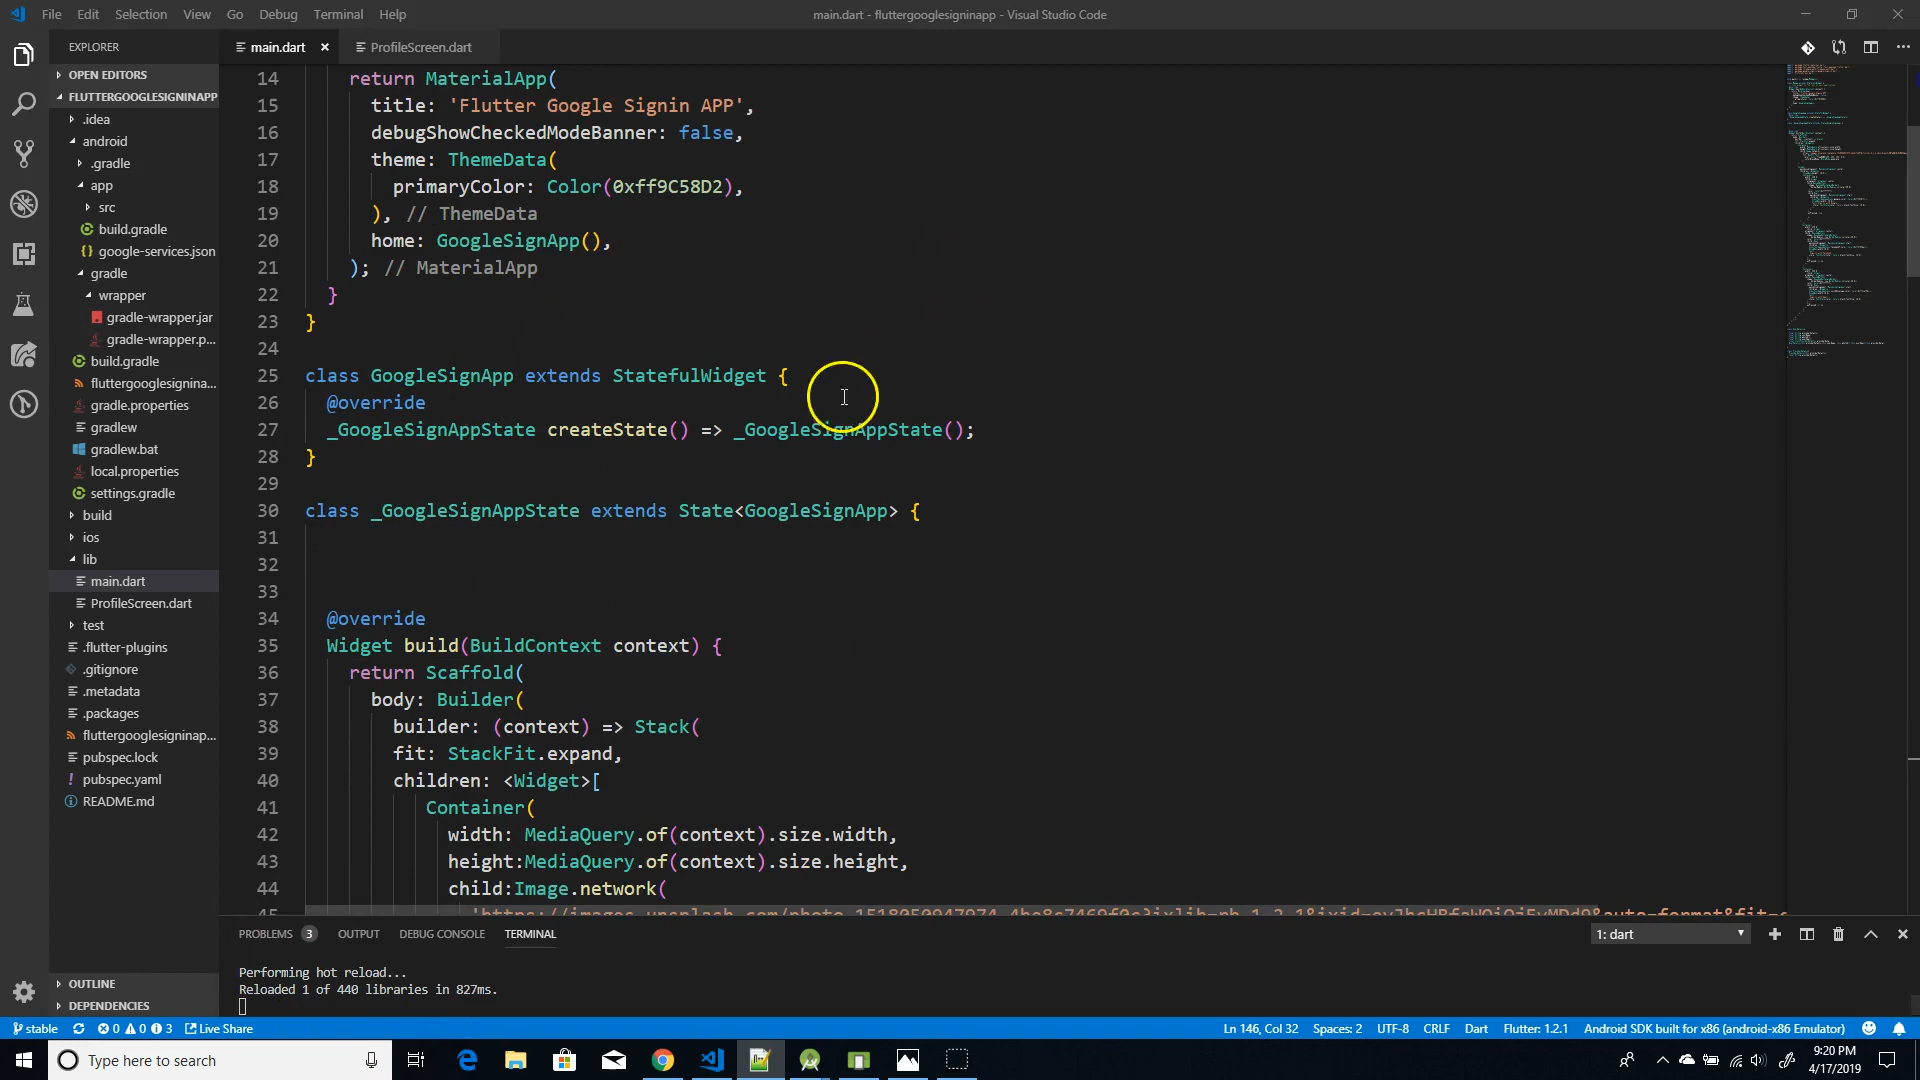 File Edit Selection View Go Debug Terminal Help
main.dart - fluttergooglesigninapp - Visual Studio Code
EXPLORER
OPEN EDITORS
FLUTTERGOOGLESIGNINAPP
.idea
android
.gradle
app
src
build.gradle
google-services.json
gradle
wrapper
gradle-wrapper.jar
gradle-wrapper.p...
build.gradle
fluttergooglesignina...
gradle.properties
gradlew
gradlew.bat
local.properties
settings.gradle
build
ios
lib
main.dart
ProfileScreen.dart
test
.flutter-plugins
.gitignore
.metadata
.packages
fluttergooglesigninap...
pubspec.lock
pubspec.yaml
README.md
OUTLINE
DEPENDENCIES
main.dart ProfileScreen.dart
14 return MaterialApp(
15 title: 'Flutter Google Signin APP',
16 debugShowCheckedModeBanner: false,
17 theme: ThemeData(
18 primaryColor: Color(0xff9C58D2),
19 ), // ThemeData
20 home: GoogleSignApp(),
21 ); // MaterialApp
22 }
23 }
24
25 class GoogleSignApp extends StatefulWidget {
26 @override
27 _GoogleSignAppState createState() => _GoogleSignAppState();
28 }
29
30 class _GoogleSignAppState extends State<GoogleSignApp> {
31
32
33
34 @override
35 Widget build(BuildContext context) {
36 return Scaffold(
37 body: Builder(
38 builder: (context) => Stack(
39 fit: StackFit.expand,
40 children: <Widget>[
41 Container(
42 width: MediaQuery.of(context).size.width,
43 height:MediaQuery.of(context).size.height,
44 child:Image.network(
PROBLEMS 3 OUTPUT DEBUG CONSOLE TERMINAL
1: dart
Performing hot reload...
Reloaded 1 of 440 libraries in 827ms.
stable 0 0 3 Live Share
Ln 146, Col 32 Spaces: 2 UTF-8 CRLF Dart Flutter: 1.2.1 Android SDK built for x86 (android-x86 Emulator)
Type here to search
9:20 PM
4/17/2019